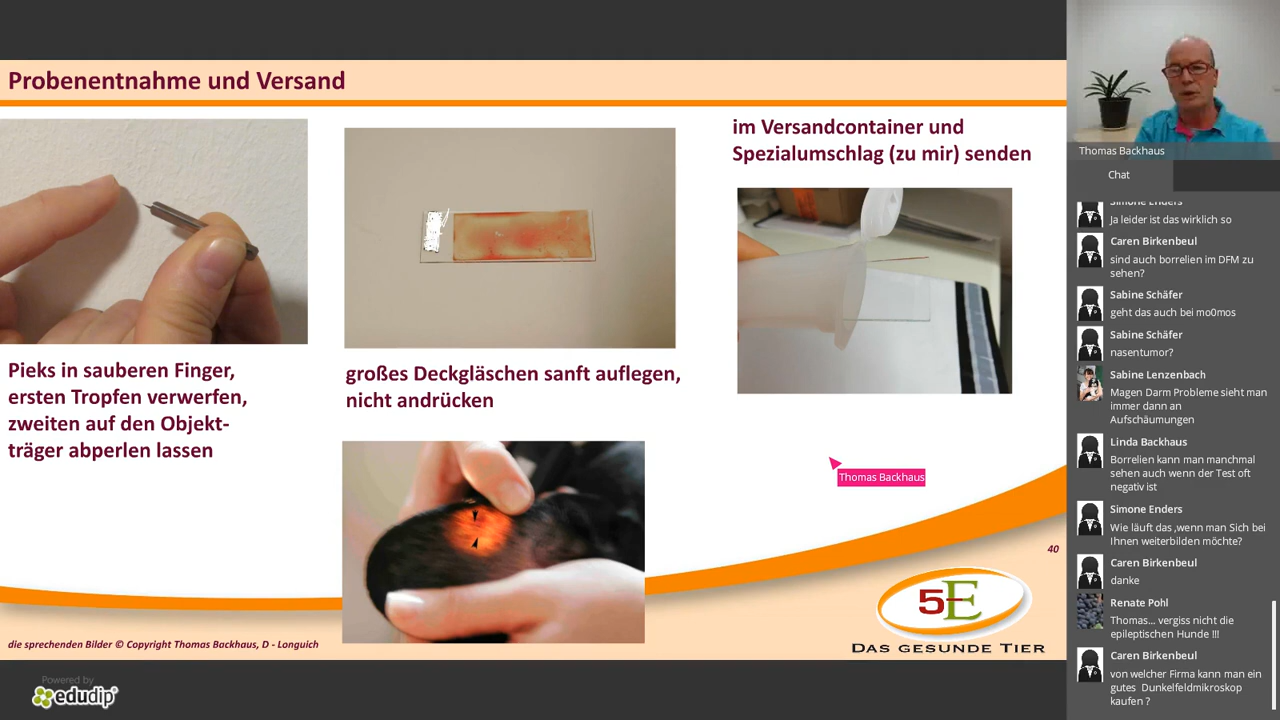 Probenentnahme und Versand
im Versandcontainer und
Spezialumschlag (zu mir) senden
Pieks in sauberen Finger,
ersten Tropfen verwerfen,
zweiten auf den Objekt-
träger abperlen lassen
großes Deckgläschen sanft auflegen,
nicht andrücken
Thomas Backhaus
40
5E
DAS GESUNDE TIER
die sprechenden Bilder © Copyright Thomas Backhaus, D - Longuich
Powered by
edudip
Thomas Backhaus
Chat
Simone Enders
Ja leider ist das wirklich so
Caren Birkenbeul
sind auch borrelien im DFM zu
sehen?
Sabine Schäfer
geht das auch bei mo0mos
Sabine Schäfer
nasentumor?
Sabine Lenzenbach
Magen Darm Probleme sieht man
immer dann an
Aufschäumungen
Linda Backhaus
Borrelien kann man manchmal
sehen auch wenn der Test oft
negativ ist
Simone Enders
Wie läuft das ,wenn man Sich bei
Ihnen weiterbilden möchte?
Caren Birkenbeul
danke
Renate Pohl
Thomas... vergiss nicht die
epileptischen Hunde !!!
Caren Birkenbeul
von welcher Firma kann man ein
gutes Dunkelfeldmikroskop
kaufen ?